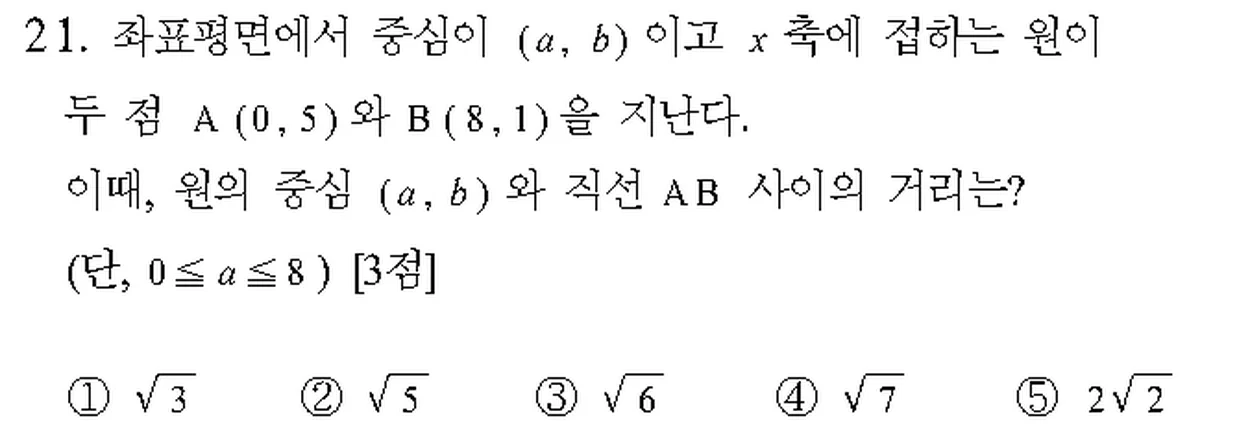 21. 좌표평면에서 중심이 (a, b) 이고 x 축에 접하는 원이
두 점 A (0, 5) 와 B (8, 1) 을 지난다.
이때, 원의 중심 (a, b) 와 직선 AB 사이의 거리는?
(단, 0 ≦ a ≦ 8 ) [3점]
① √3 ② √5 ③ √6 ④ √7 ⑤ 2√2